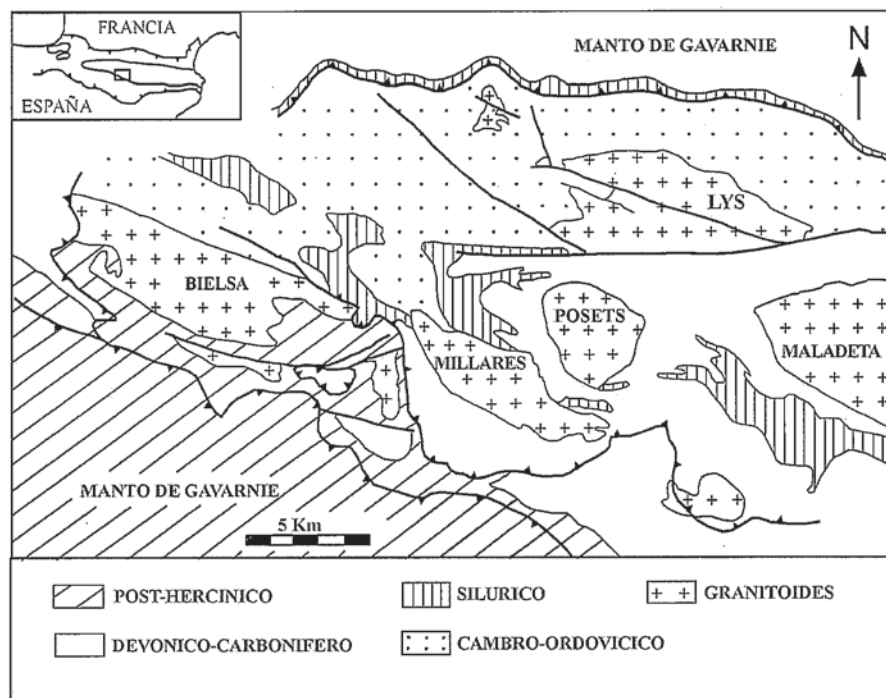 FRANCIA
ESPAÑA
MANTO DE GAVARNIE
N
LYS
BIELSA
POSETS
MALADETA
MILLARES
MANTO DE GAVARNIE
5 Km
POST-HERCINICO
SILURICO
GRANITOIDES
DEVONICO-CARBONIFERO
CAMBRO-ORDOVICICO